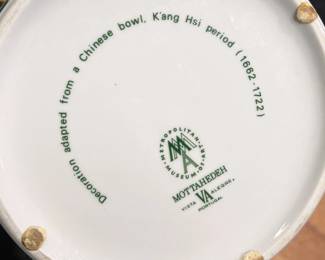 Decoration adapted from a Chinese bowl, K'ang Hsi period (1662-1722)
METROPOLITAN MUSEUM OF ART
MMA
MOTTAHEDEH
VISTA VA ALEGRE
PORTUGAL